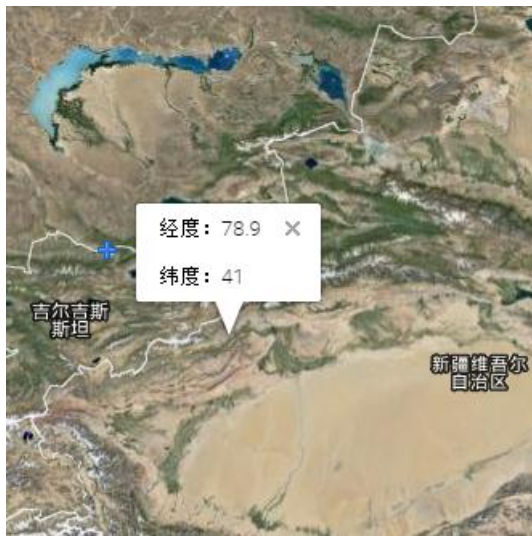 经度：78.9 ×
纬度：41
吉尔吉斯
斯坦
新疆维吾尔
自治区